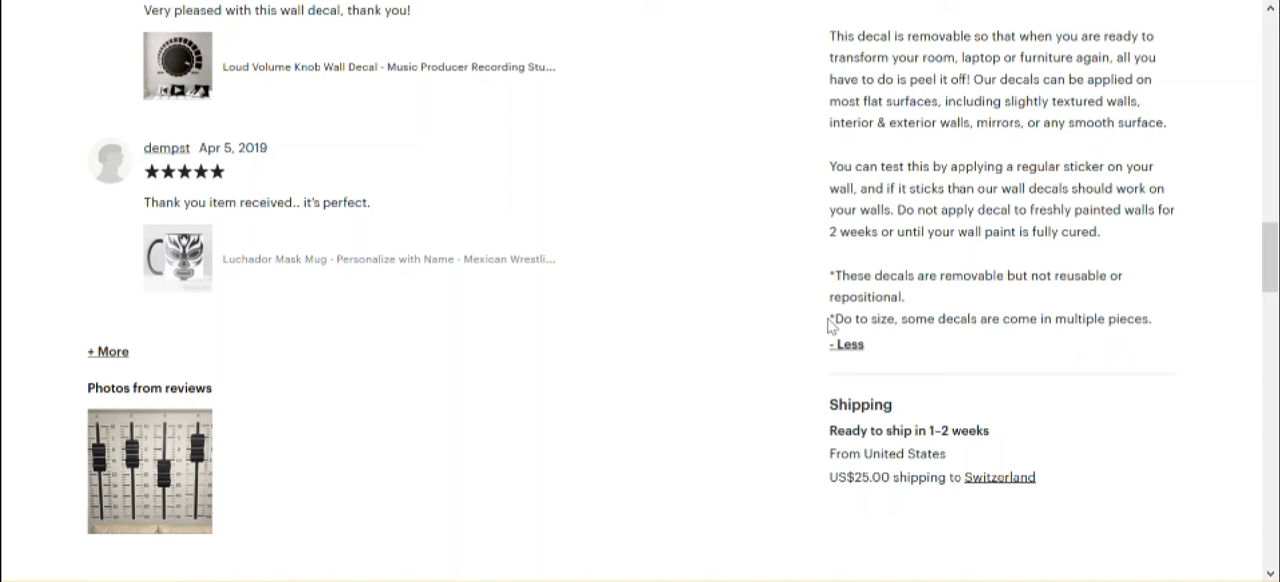 Very pleased with this wall decal, thank you!
Loud Volume Knob Wall Decal - Music Producer Recording Stu...
dempst Apr 5, 2019
★★★★★
Thank you item received.. it's perfect.
Luchador Mask Mug - Personalize with Name - Mexican Wrestli...
+ More
Photos from reviews
This decal is removable so that when you are ready to
transform your room, laptop or furniture again, all you
have to do is peel it off! Our decals can be applied on
most flat surfaces, including slightly textured walls,
interior & exterior walls, mirrors, or any smooth surface.
You can test this by applying a regular sticker on your
wall, and if it sticks than our wall decals should work on
your walls. Do not apply decal to freshly painted walls for
2 weeks or until your wall paint is fully cured.
*These decals are removable but not reusable or
repositional.
*Do to size, some decals are come in multiple pieces.
- Less
Shipping
Ready to ship in 1–2 weeks
From United States
US$25.00 shipping to Switzerland